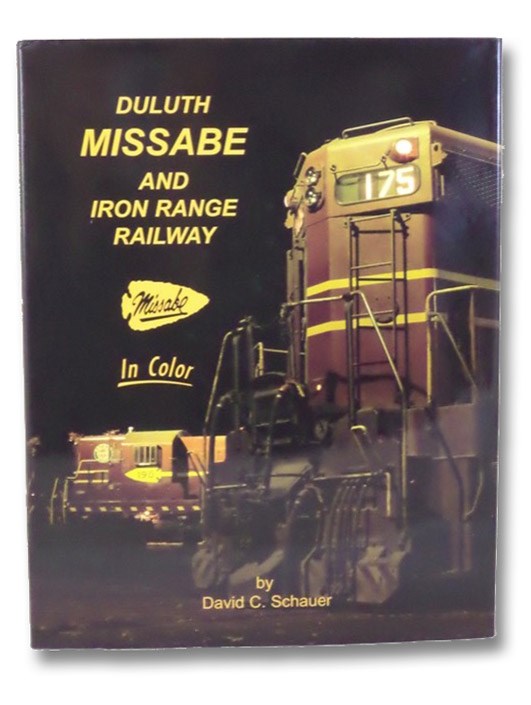 DULUTH
MISSABE
AND
IRON RANGE
RAILWAY
175
Missabe
In Color
by
David C. Schauer